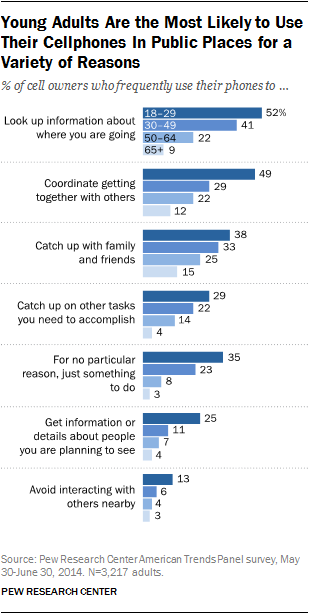 Young Adults Are the Most Likely to Use
Their Cellphones In Public Places for a
Variety of Reasons
% of cell owners who frequently use their phones to ...
Look up information about
where you are going
18–29 52%
30–49 41
50–64 22
65+ 9
Coordinate getting
together with others
49
29
22
12
Catch up with family
and friends
38
33
25
15
Catch up on other tasks
you need to accomplish
29
22
14
4
For no particular
reason, just something
to do
35
23
8
3
Get information or
details about people
you are planning to see
25
11
7
4
Avoid interacting with
others nearby
13
6
4
3
Source: Pew Research Center American Trends Panel survey, May
30-June 30, 2014. N=3,217 adults.
PEW RESEARCH CENTER